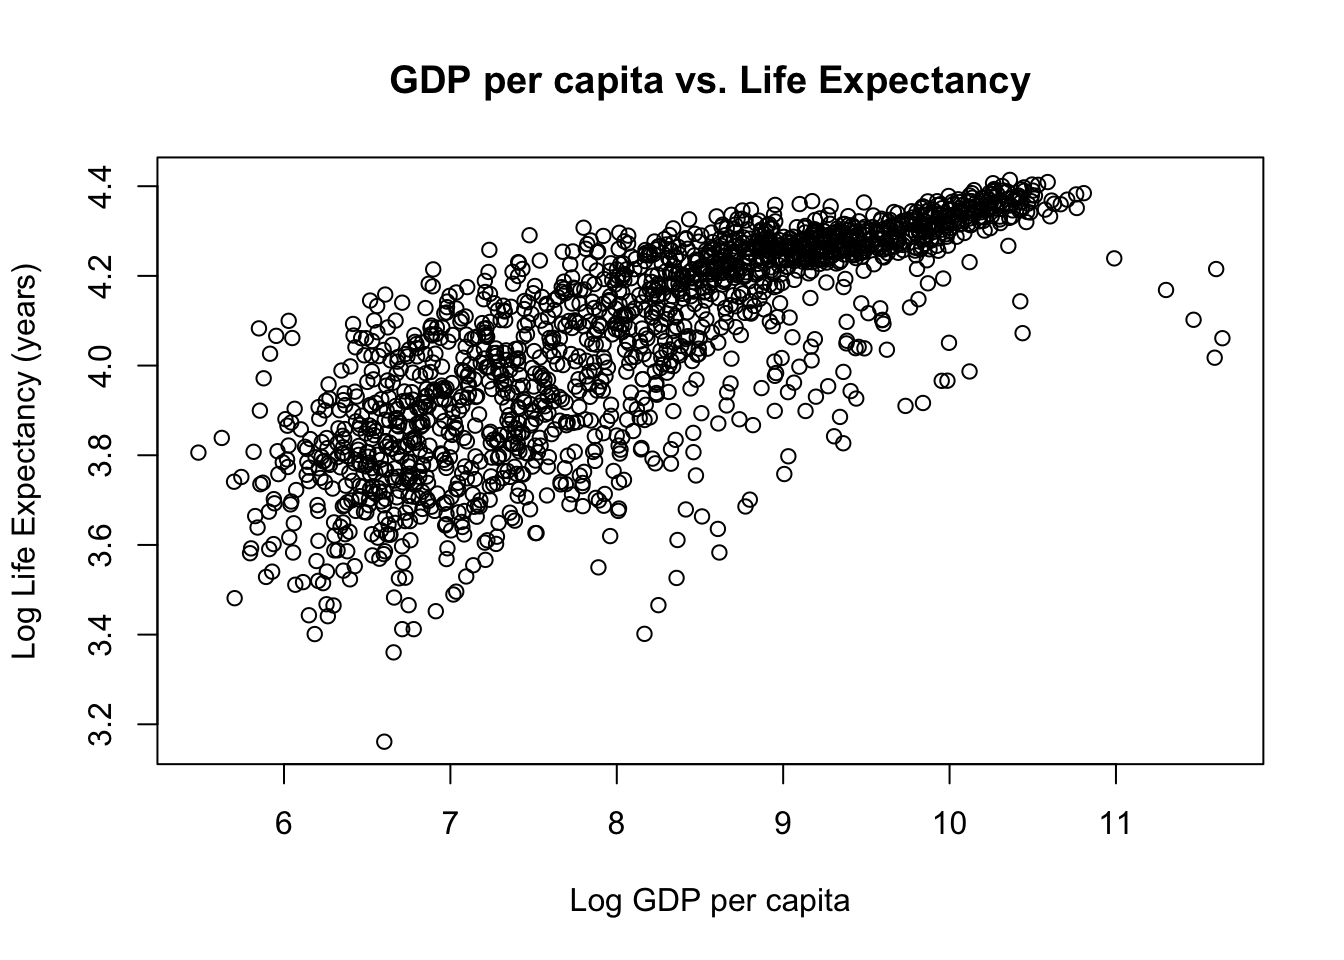 GDP per capita vs. Life Expectancy
Log Life Expectancy (years)
4.4
4.2
4.0
3.8
3.6
3.4
3.2
6 7 8 9 10 11
Log GDP per capita